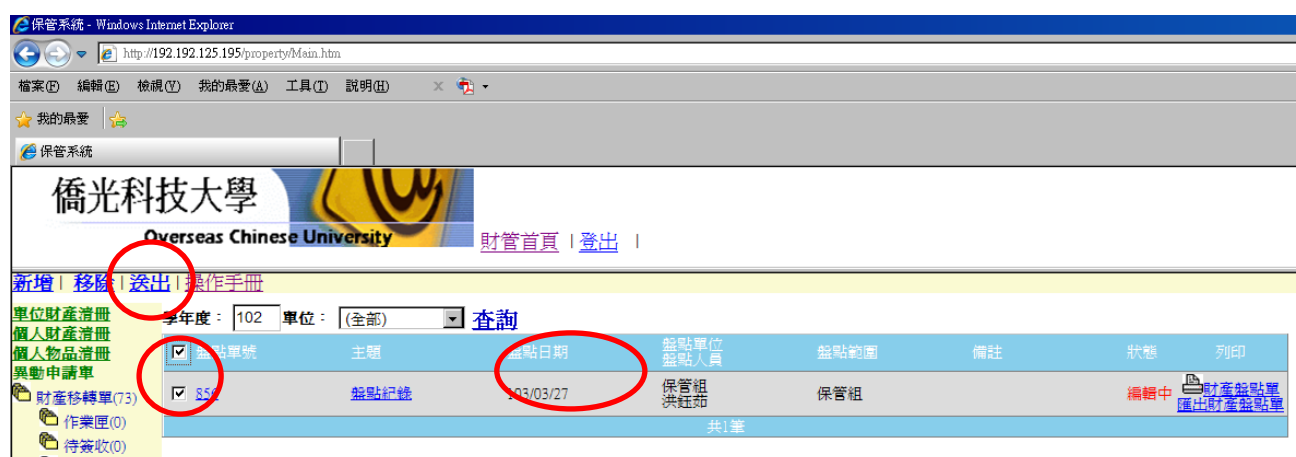 保管系統 - Windows Internet Explorer
http://192.192.125.195/property/Main.htm
檔案(F) 編輯(E) 檢視(V) 我的最愛(A) 工具(T) 說明(H) x
我的最愛
保管系統
僑光科技大學
Overseas Chinese University
財管首頁 | 登出 |
新增 | 移除 | 送出 | 操作手冊
單位財產清冊
個人財產清冊
個人物品清冊
異動申請單
財產移轉單(73)
作業匣(0)
待簽收(0)
學年度： 102 單位： (全部) 查詢
盤點單號 主題 盤點日期 盤點單位 盤點人員 盤點範圍 備註 狀態 列印
856 盤點紀錄 103/03/27 保管組 洪鈺茹 保管組 編輯中 財產盤點單
匯出財產盤點單
共1筆